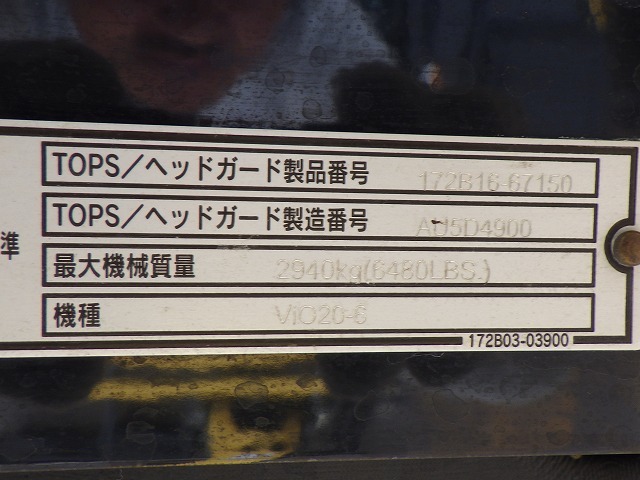 TOPS/ヘッドガード製品番号 172B16-67150
TOPS/ヘッドガード製造番号 AU5D4900
準
最大機械質量 2940kg(6480LBS.)
機種 ViO20-6
172B03-03900